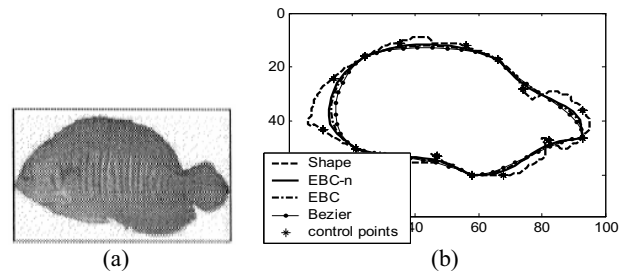 0
20
40
Shape
EBC-n
EBC
Bezier
control points
40 60 80 100
(a) (b)